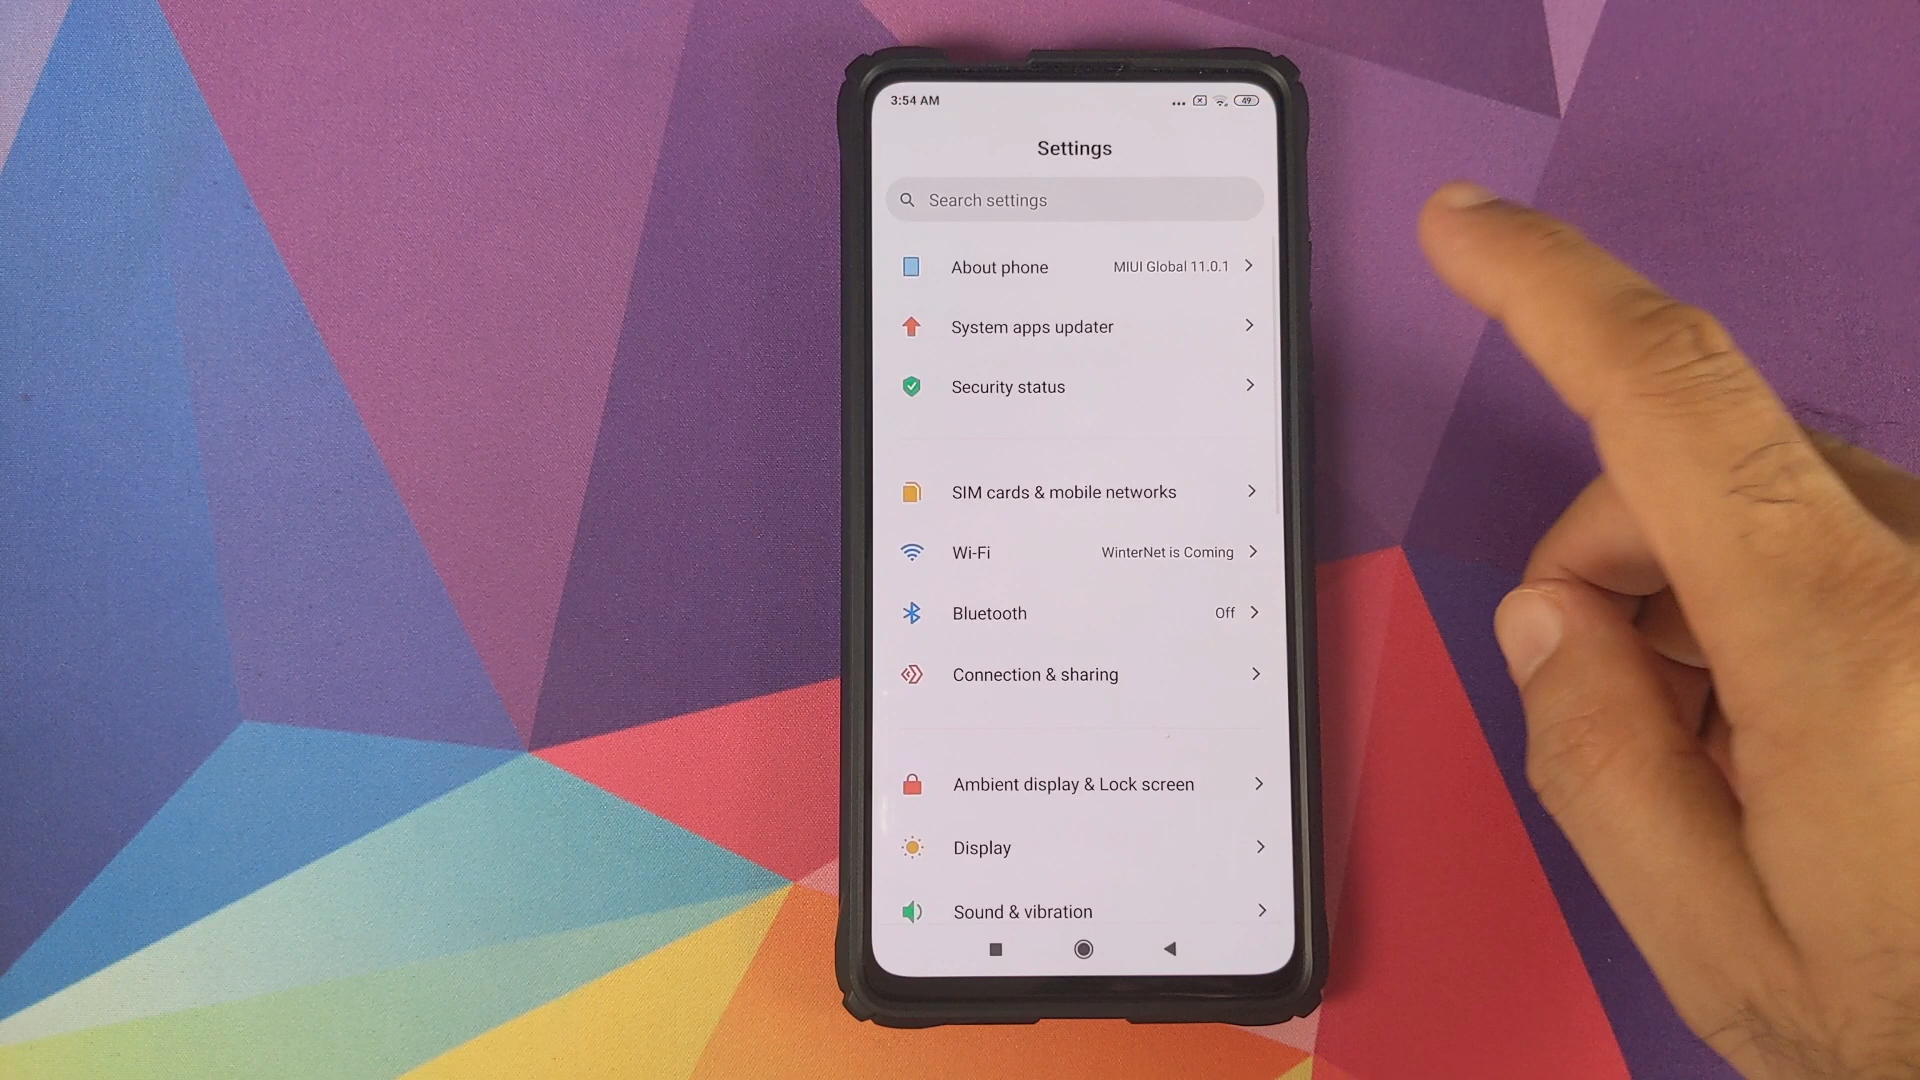 3:54 AM
49
Settings
Search settings
About phone MIUI Global 11.0.1
System apps updater
Security status
SIM cards & mobile networks
Wi-Fi WinterNet is Coming
Bluetooth Off
Connection & sharing
Ambient display & Lock screen
Display
Sound & vibration